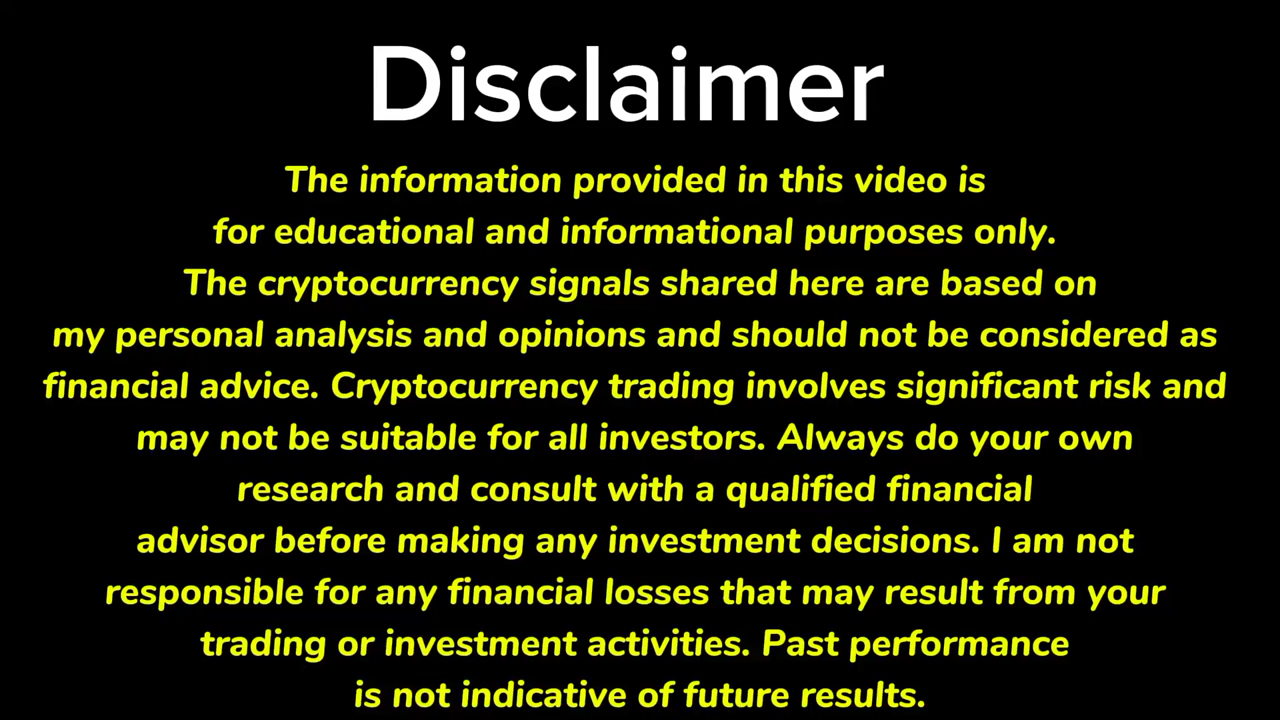 Disclaimer
The information provided in this video is
for educational and informational purposes only.
The cryptocurrency signals shared here are based on
my personal analysis and opinions and should not be considered as
financial advice. Cryptocurrency trading involves significant risk and
may not be suitable for all investors. Always do your own
research and consult with a qualified financial
advisor before making any investment decisions. I am not
responsible for any financial losses that may result from your
trading or investment activities. Past performance
is not indicative of future results.